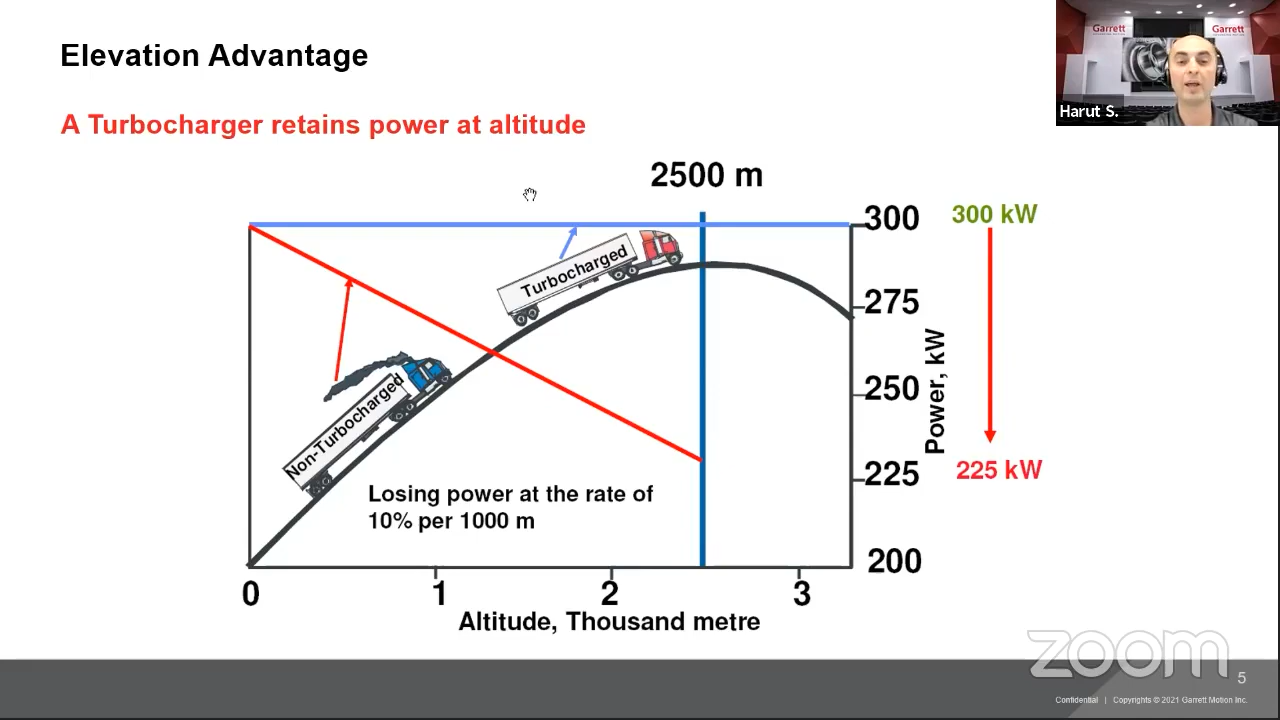 Elevation Advantage
A Turbocharger retains power at altitude
Garrett
Garrett
Harut S.
2500 m
300 kW
300
275
250
225
200
Power, kW
225 kW
Turbocharged
Non-Turbocharged
Losing power at the rate of
10% per 1000 m
0
1
2
3
Altitude, Thousand metre
zoom
5
Confidential | Copyrights © 2021 Garrett Motion Inc.